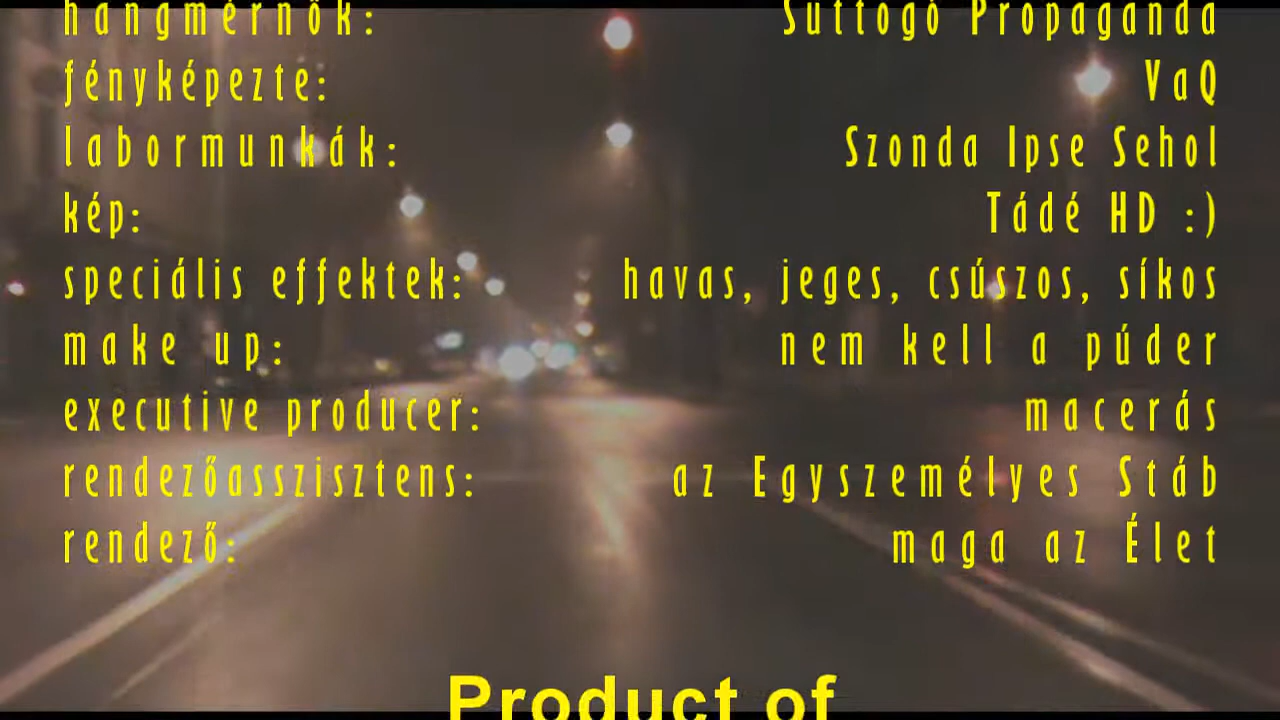 hangmérnök: Suttogó Propaganda
fényképezte: VaQ
labormunkák: Szonda Ipse Sehol
kép: Tádé HD :)
speciális effektek: havas, jeges, csúszos, síkos
make up: nem kell a púder
executive producer: macerás
rendezőasszisztens: az Egyszemélyes Stáb
rendező: maga az Élet
Product of